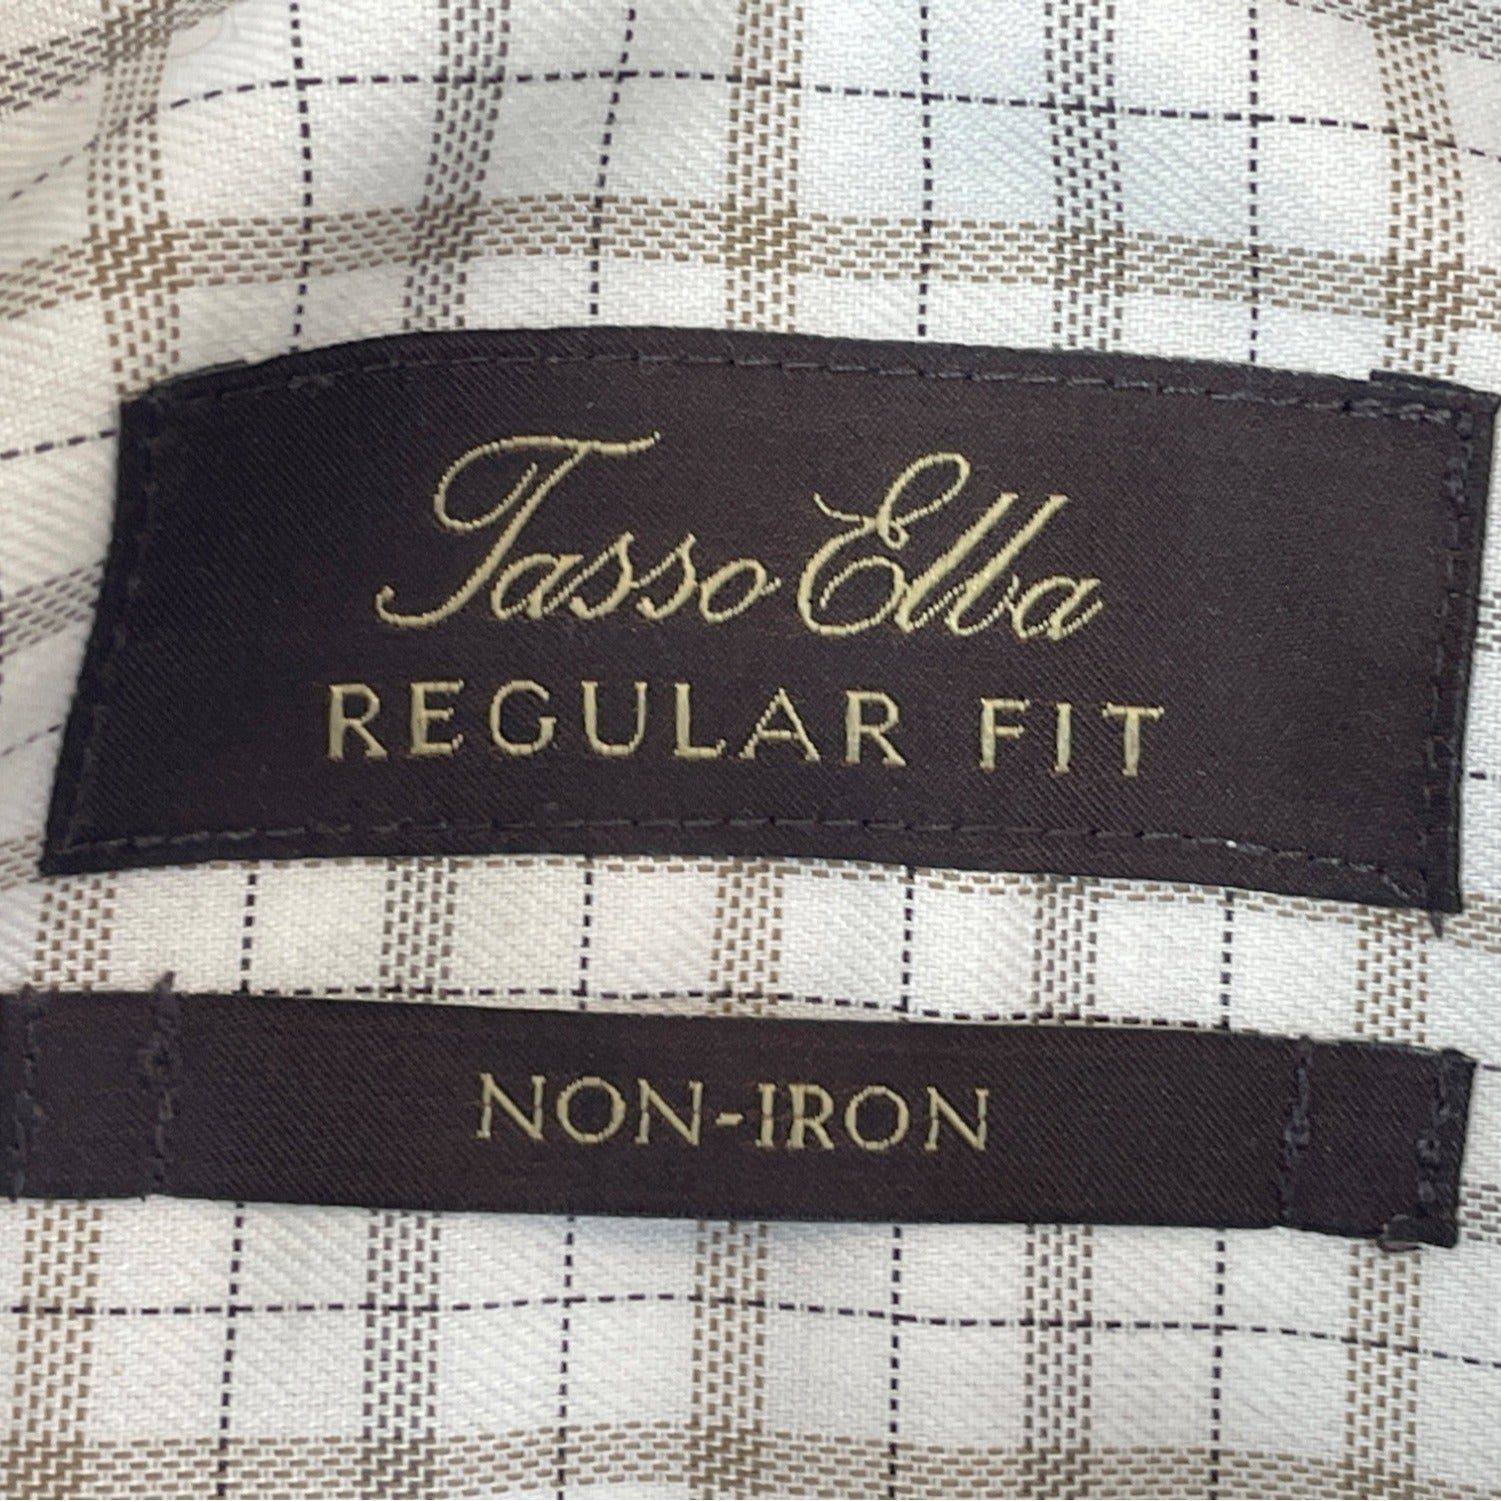 Tasso Elba
REGULAR FIT
NON-IRON